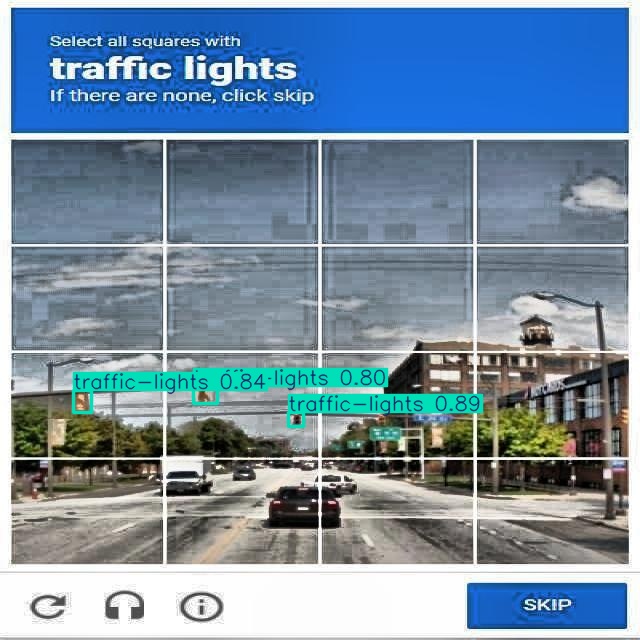 Select all squares with
traffic lights
If there are none, click skip
traffic-lights 0.84
-lights 0.80
traffic-lights 0.89
SKIP